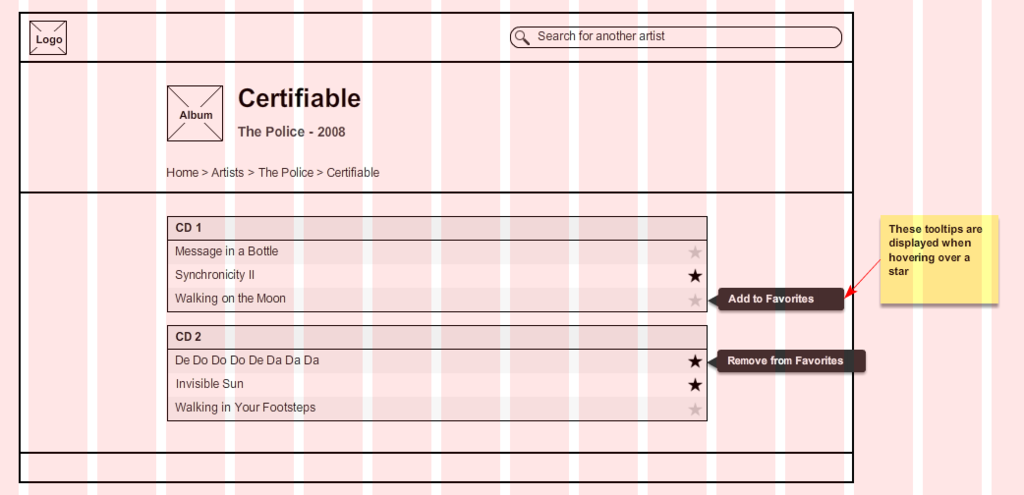 Logo
Search for another artist
Album
Certifiable
The Police - 2008
Home > Artists > The Police > Certifiable
CD 1
Message in a Bottle
Synchronicity II
Walking on the Moon
Add to Favorites
These tooltips are
displayed when
hovering over a
star
CD 2
De Do Do Do De Da Da Da
Remove from Favorites
Invisible Sun
Walking in Your Footsteps